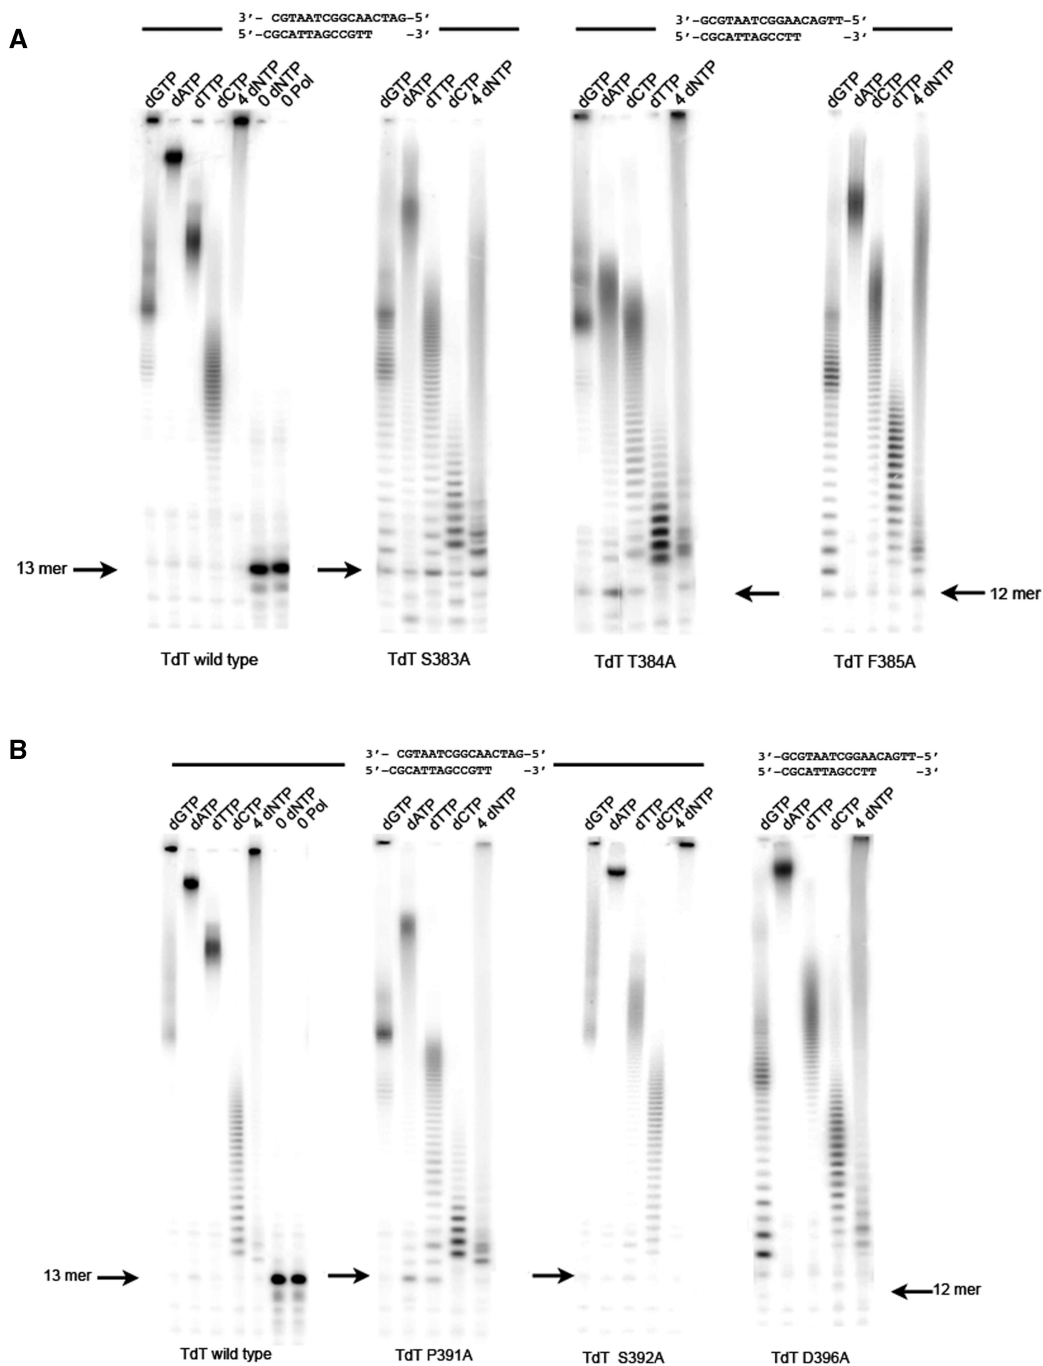 A
3’- CGTAATCGGCAACTAG-5’
5’-CGCATTAGCCGTT -3’
3’-GCGTAATCGGAACAGTT-5’
5’-CGCATTAGCCTT -3’
dGTP dATP dTTP dCTP 4 dNTP 0 dNTP 0 Pol
dGTP dATP dTTP dCTP 4 dNTP
dGTP dATP dCTP dTTP 4 dNTP
dGTP dATP dCTP dTTP 4 dNTP
13 mer
12 mer
TdT wild type
TdT S383A
TdT T384A
TdT F385A
B
3’- CGTAATCGGCAACTAG-5’
5’-CGCATTAGCCGTT -3’
3’-GCGTAATCGGAACAGTT-5’
5’-CGCATTAGCCTT -3’
dGTP dATP dTTP dCTP 4 dNTP 0 dNTP 0 Pol
dGTP dATP dTTP dCTP 4 dNTP
dGTP dATP dTTP dCTP 4 dNTP
dGTP dATP dTTP dCTP 4 dNTP
13 mer
12 mer
TdT wild type
TdT P391A
TdT S392A
TdT D396A